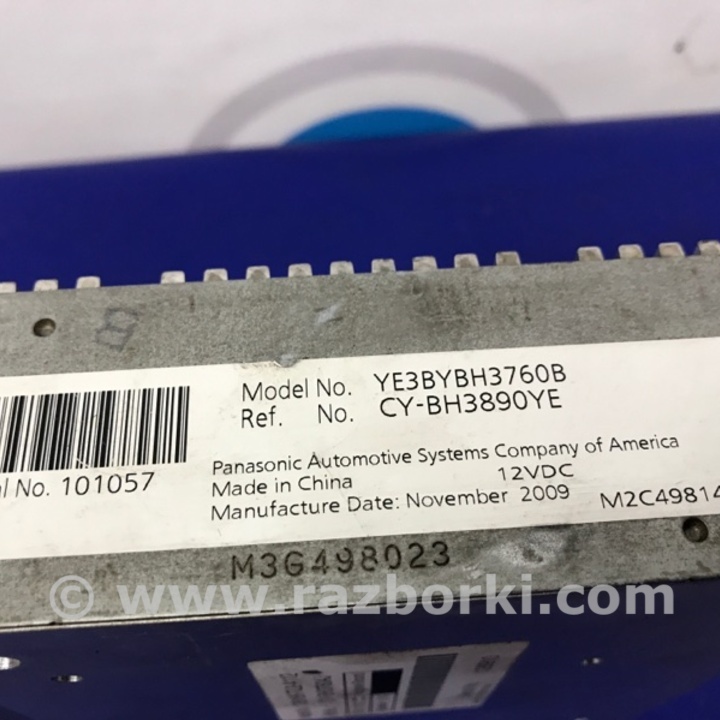 Model No. YE3BYBH3760B
Ref. No. CY-BH3890YE
No. 101057
Panasonic Automotive Systems Company of America
Made in China 12VDC
Manufacture Date: November 2009 M2C49814
M3G498023
© www.razborki.com